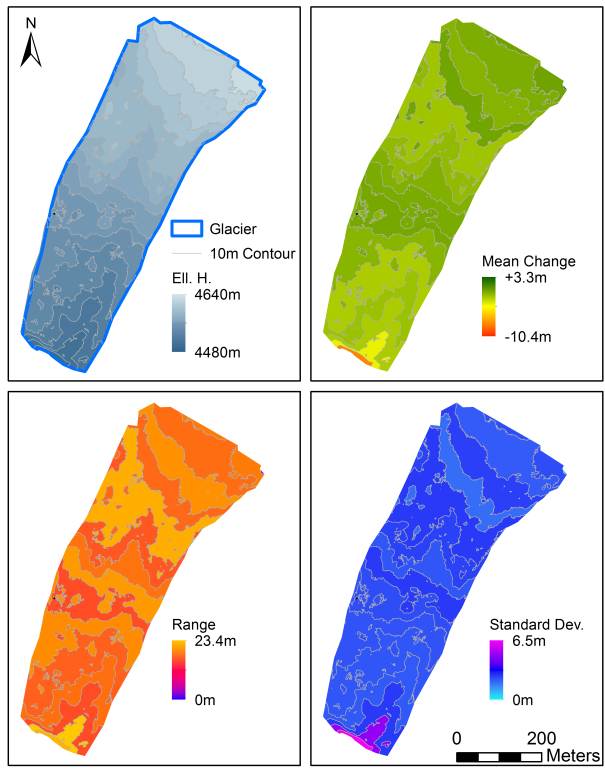 N
Glacier
10m Contour
Ell. H.
4640m
4480m
Mean Change
+3.3m
-10.4m
Range
23.4m
0m
Standard Dev.
6.5m
0m
0 200
Meters